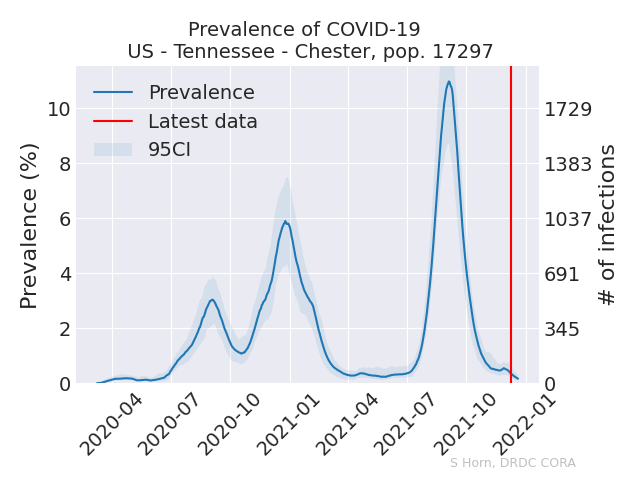 Prevalence of COVID-19
US - Tennessee - Chester, pop. 17297
Prevalence
Latest data
95CI
Prevalence (%)
10
8
6
4
2
0
1729
1383
1037
691
345
0
# of infections
2020-04
2020-07
2020-10
2021-01
2021-04
2021-07
2021-10
2022-01
S Horn, DRDC CORA